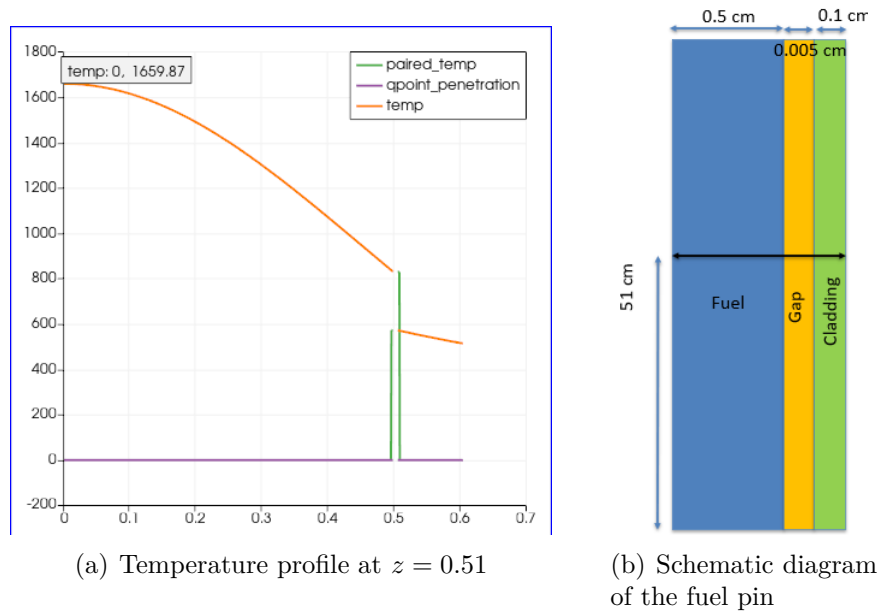 1800
1600
1400
1200
1000
800
600
400
200
0
-200
temp: 0, 1659.87
paired_temp
qpoint_penetration
temp
0 0.1 0.2 0.3 0.4 0.5 0.6 0.7
(a) Temperature profile at z = 0.51
0.5 cm
0.1 cm
0.005 cm
51 cm
Fuel
Gap
Cladding
(b) Schematic diagram
of the fuel pin